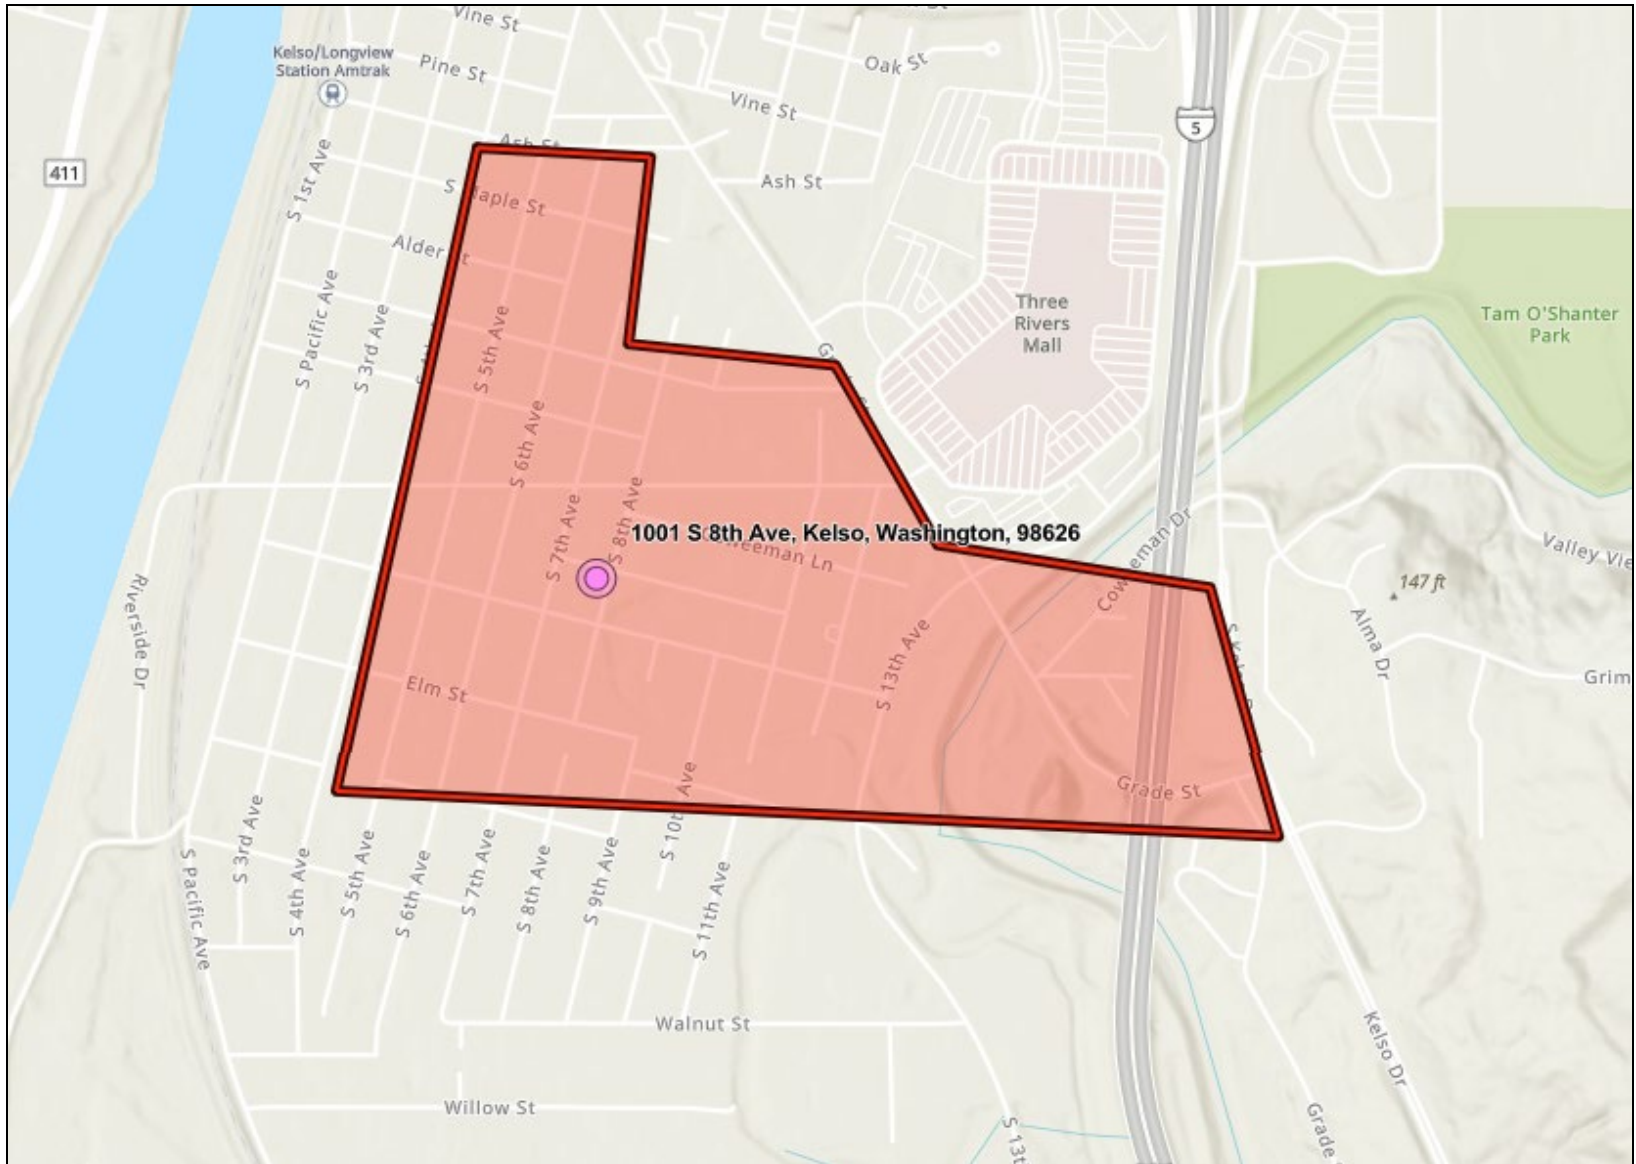 Vine St
Kelso/Longview
Station Amtrak
Pine St
Oak St
Vine St
5
411
Ash St
Ash St
S 1st Ave
S Maple St
Alder St
S Pacific Ave
S 3rd Ave
S 5th Ave
Three
Rivers
Mall
Tam O'Shanter
Park
S 6th Ave
S 7th Ave
S 8th Ave
1001 S 8th Ave, Kelso, Washington, 98626
Cowneeman Dr
Valley Vie
147 ft
Riverside Dr
Alma Dr
S 13th Ave
Grim
Elm St
Grade St
S 10th Ave
S 3rd Ave
S 4th Ave
S 5th Ave
S 6th Ave
S 7th Ave
S 8th Ave
S 9th Ave
S 11th Ave
S Pacific Ave
Walnut St
Kelso Dr
Willow St
Grade
S 13t